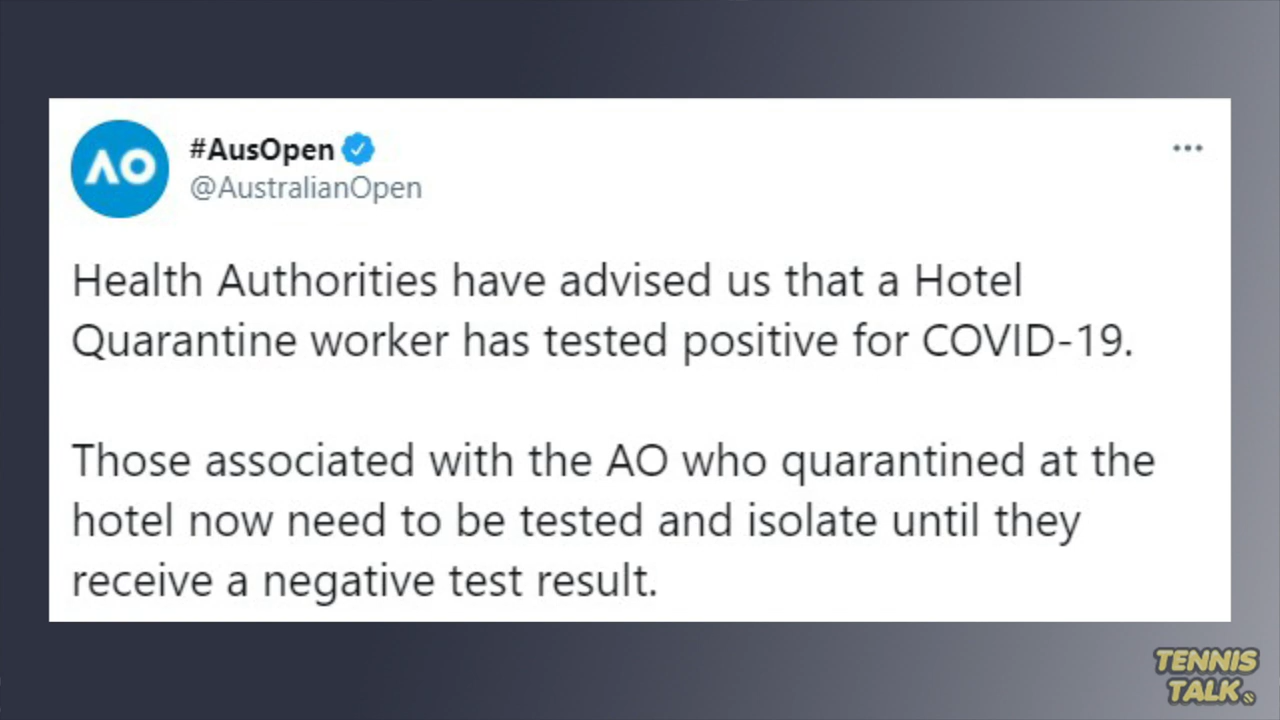 AO
#AusOpen
@AustralianOpen
Health Authorities have advised us that a Hotel
Quarantine worker has tested positive for COVID-19.
Those associated with the AO who quarantined at the
hotel now need to be tested and isolate until they
receive a negative test result.
TENNIS
TALK